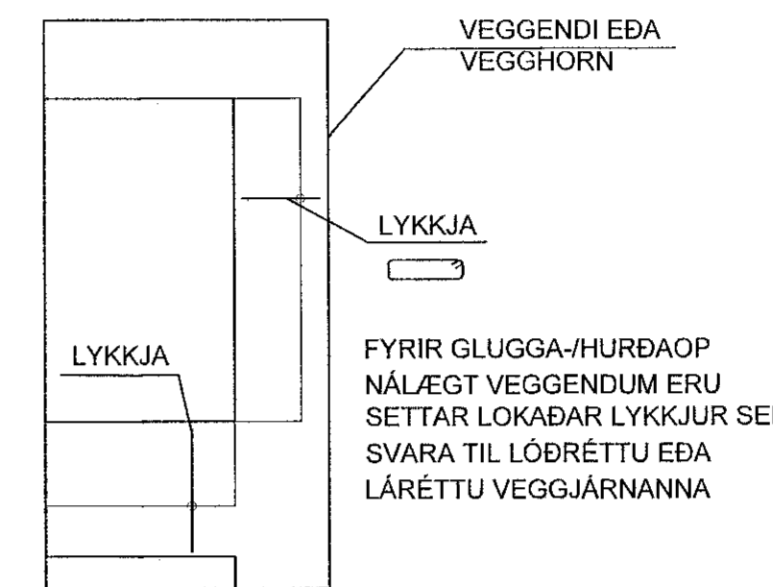 VEGGENDI EÐA
VEGGHORN
LYKKJA
LYKKJA
FYRIR GLUGGA-/HURÐAOP
NÁLÆGT VEGGENDUM ERU
SETTAR LOKAÐAR LYKKJUR
SVARA TIL LÓÐRÉTTU EÐA
LÁRÉTTU VEGGJÁRNANNA